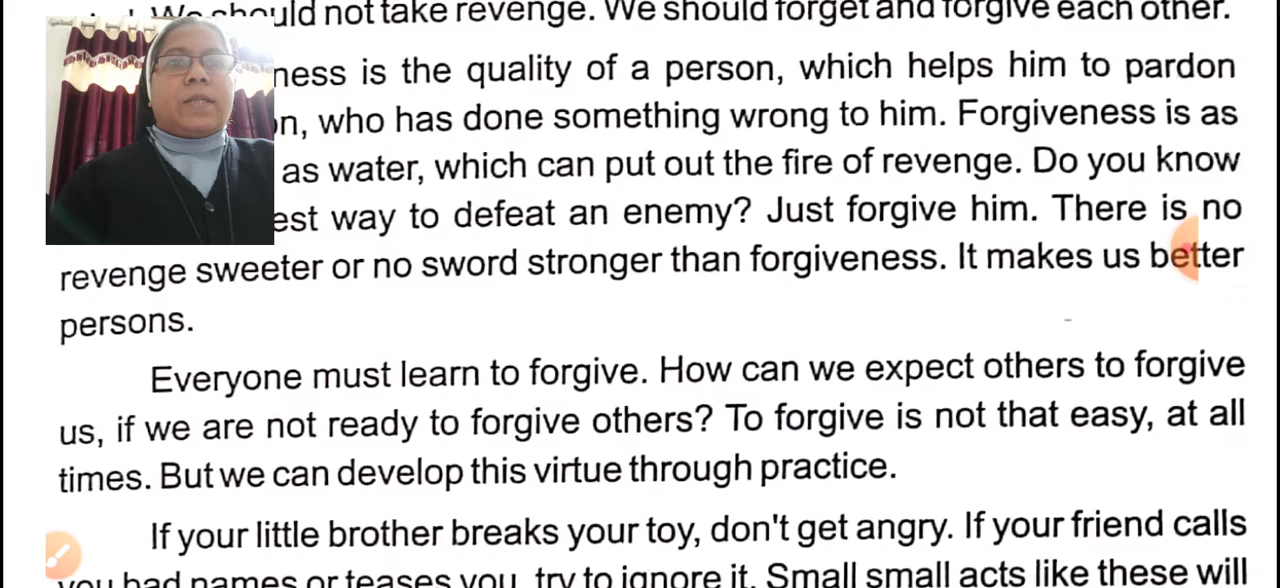 should not take revenge. We should forget and forgive each other.
ness is the quality of a person, which helps him to pardon
n, who has done something wrong to him. Forgiveness is as
as water, which can put out the fire of revenge. Do you know
est way to defeat an enemy? Just forgive him. There is no
revenge sweeter or no sword stronger than forgiveness. It makes us better
persons.
Everyone must learn to forgive. How can we expect others to forgive
us, if we are not ready to forgive others? To forgive is not that easy, at all
times. But we can develop this virtue through practice.
If your little brother breaks your toy, don't get angry. If your friend calls
you bad names or teases you, try to ignore it. Small small acts like these will